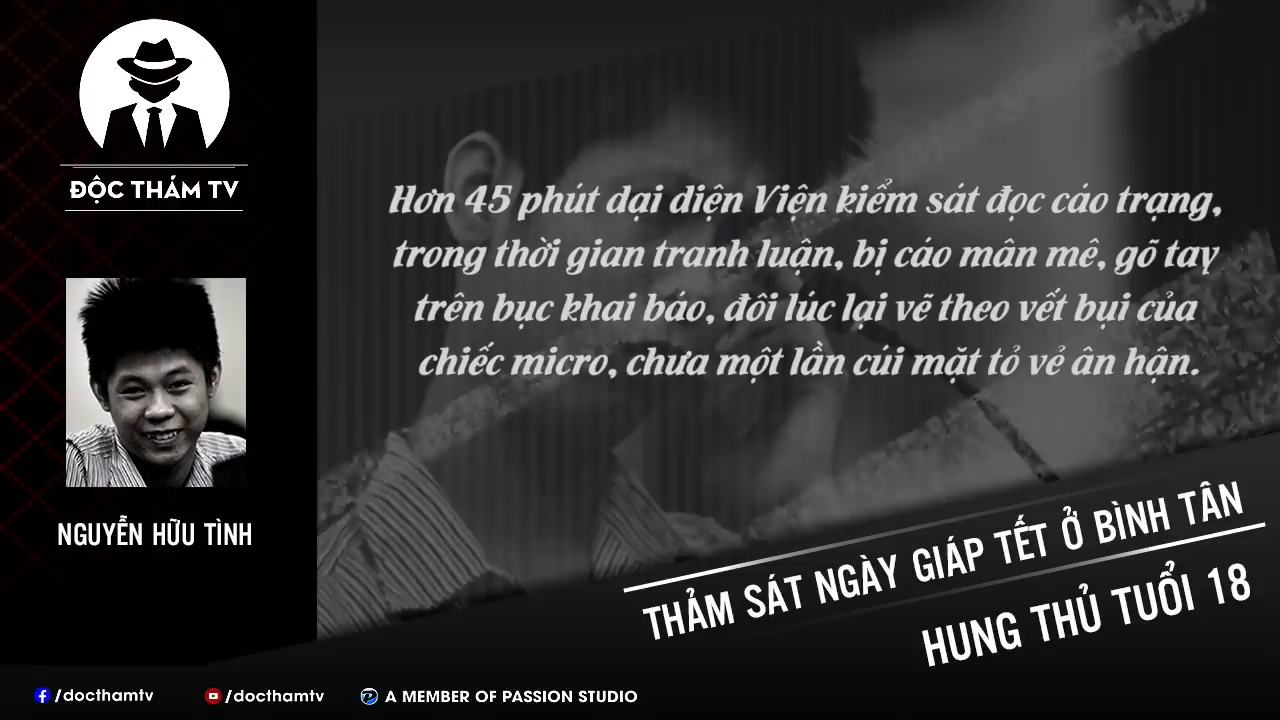 ĐỘC THÁM TV
NGUYỄN HỮU TÌNH
Hơn 45 phút đại diện Viện kiểm sát đọc cáo trạng,
trong thời gian tranh luận, bị cáo mân mê, gõ tay
trên bục khai báo, đôi lúc lại vẽ theo vết bụi của
chiếc micro, chưa một lần cúi mặt tỏ vẻ ân hận.
THẢM SÁT NGÀY GIÁP TẾT Ở BÌNH TÂN
HUNG THỦ TUỔI 18
/docthamtv
/docthamtv
A MEMBER OF PASSION STUDIO